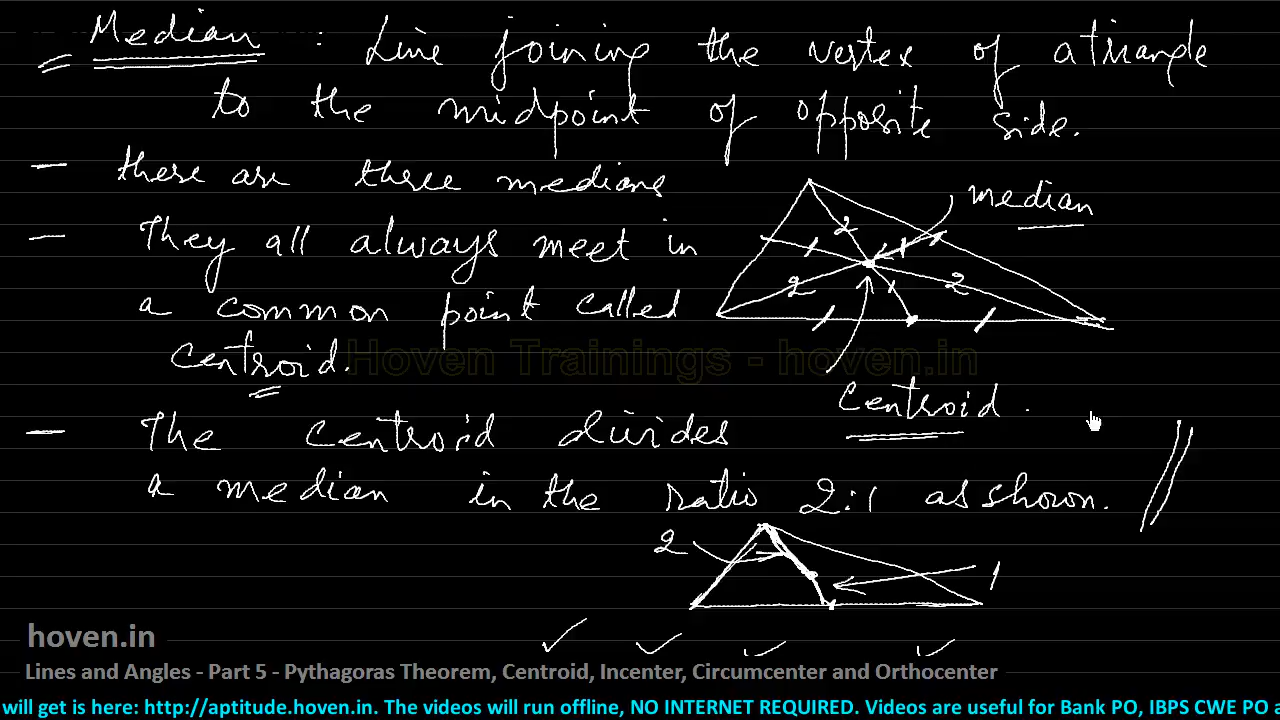 Median : Line joining the vertex of a triangle
to the midpoint of opposite side.
— there are three medians
— They all always meet in
a common point called
centroid.
median
2
1
2
2
Hoven Trainings - hoven.in
centroid.
— The centroid divides
a median in the ratio 2:1 as shown.
2
1
hoven.in
Lines and Angles - Part 5 - Pythagoras Theorem, Centroid, Incenter, Circumcenter and Orthocenter
will get is here: http://aptitude.hoven.in. The videos will run offline, NO INTERNET REQUIRED. Videos are useful for Bank PO, IBPS CWE PO a